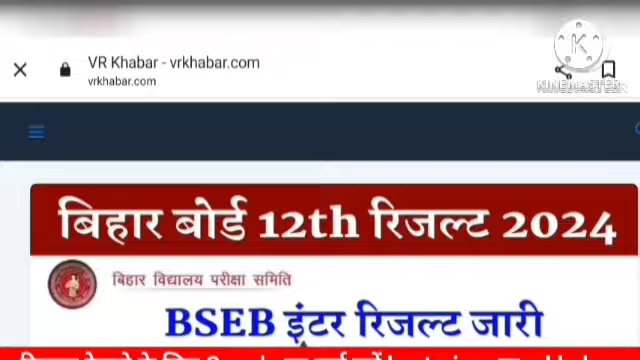 VR Khabar - vrkhabar.com
vrkhabar.com
KINEMASTER
बिहार बोर्ड 12th रिजल्ट 2024
बिहार विद्यालय परीक्षा समिति
BSEB इंटर रिजल्ट जारी